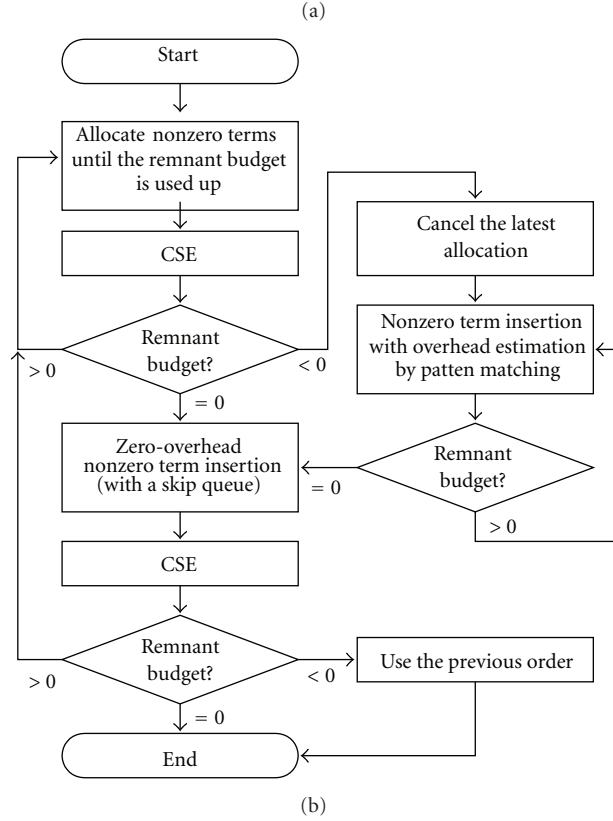 (a)
Start
Allocate nonzero terms
until the remnant budget
is used up
CSE
Remnant
budget?
> 0
< 0
= 0
Cancel the latest
allocation
Nonzero term insertion
with overhead estimation
by patten matching
Remnant
budget?
= 0
> 0
Zero-overhead
nonzero term insertion
(with a skip queue)
CSE
Remnant
budget?
> 0
< 0
= 0
Use the previous order
End
(b)